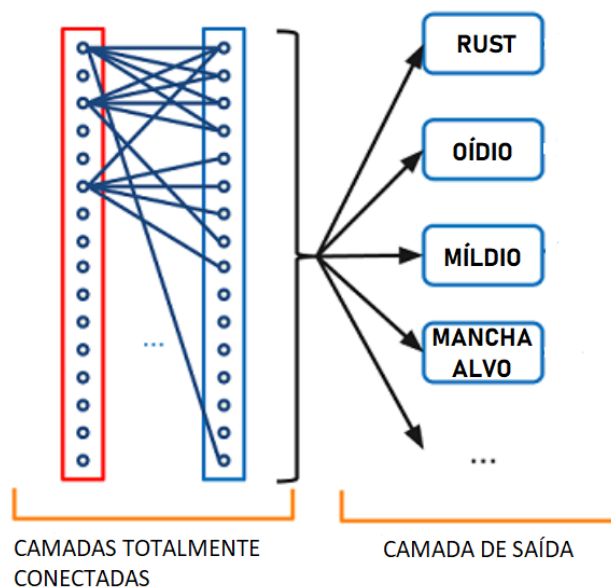 RUST
OÍDIO
MÍLDIO
MANCHA
ALVO
...
...
CAMADAS TOTALMENTE
CONECTADAS
CAMADA DE SAÍDA